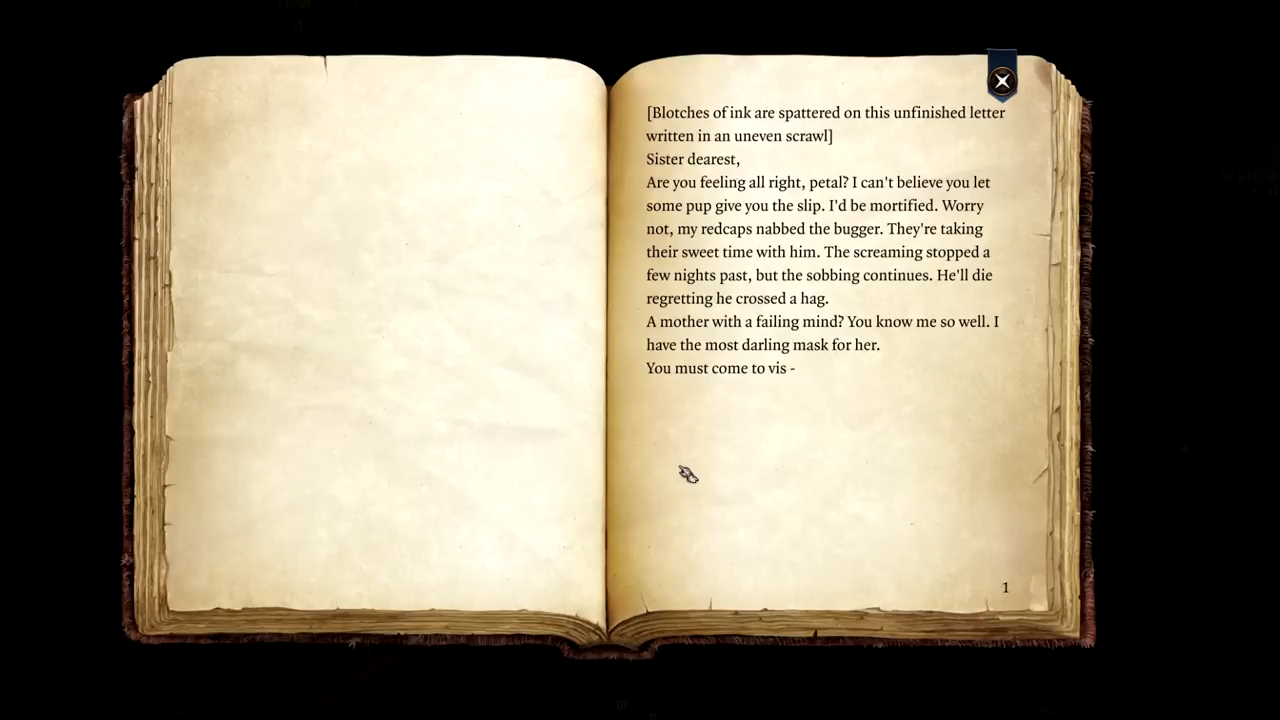 [Blotches of ink are spattered on this unfinished letter
written in an uneven scrawl]
Sister dearest,
Are you feeling all right, petal? I can't believe you let
some pup give you the slip. I'd be mortified. Worry
not, my redcaps nabbed the bugger. They're taking
their sweet time with him. The screaming stopped a
few nights past, but the sobbing continues. He'll die
regretting he crossed a hag.
A mother with a failing mind? You know me so well. I
have the most darling mask for her.
You must come to vis -
1